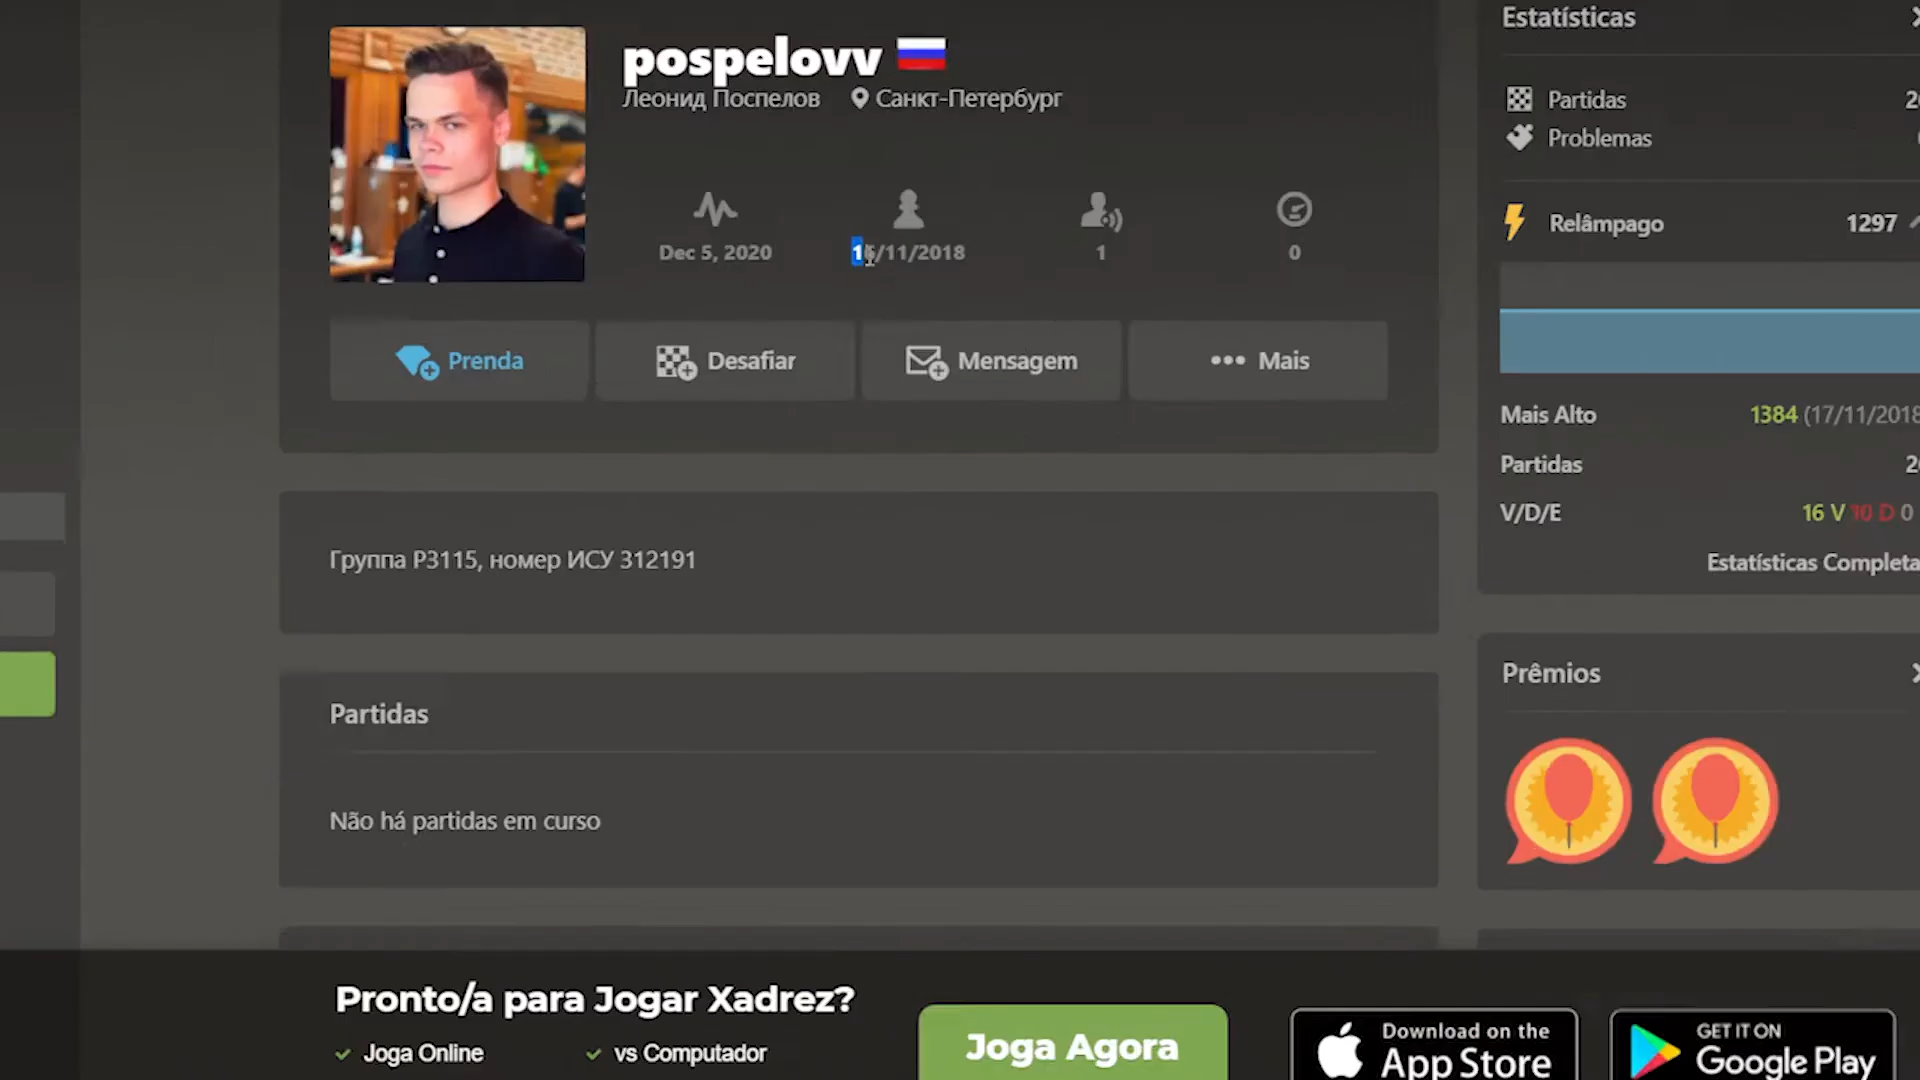 pospelovv
Леонид Поспелов Санкт-Петербург
Dec 5, 2020
16/11/2018
1
0
Prenda
Desafiar
Mensagem
Mais
Группа P3115, номер ИСУ 312191
Partidas
Não há partidas em curso
Estatísticas
Partidas
Problemas
Relâmpago 1297
Mais Alto 1384 (17/11/2018
Partidas
V/D/E 16 V 10 D 0
Estatísticas Completa
Prêmios
Pronto/a para Jogar Xadrez?
Joga Online
vs Computador
Joga Agora
Download on the
App Store
GET IT ON
Google Play